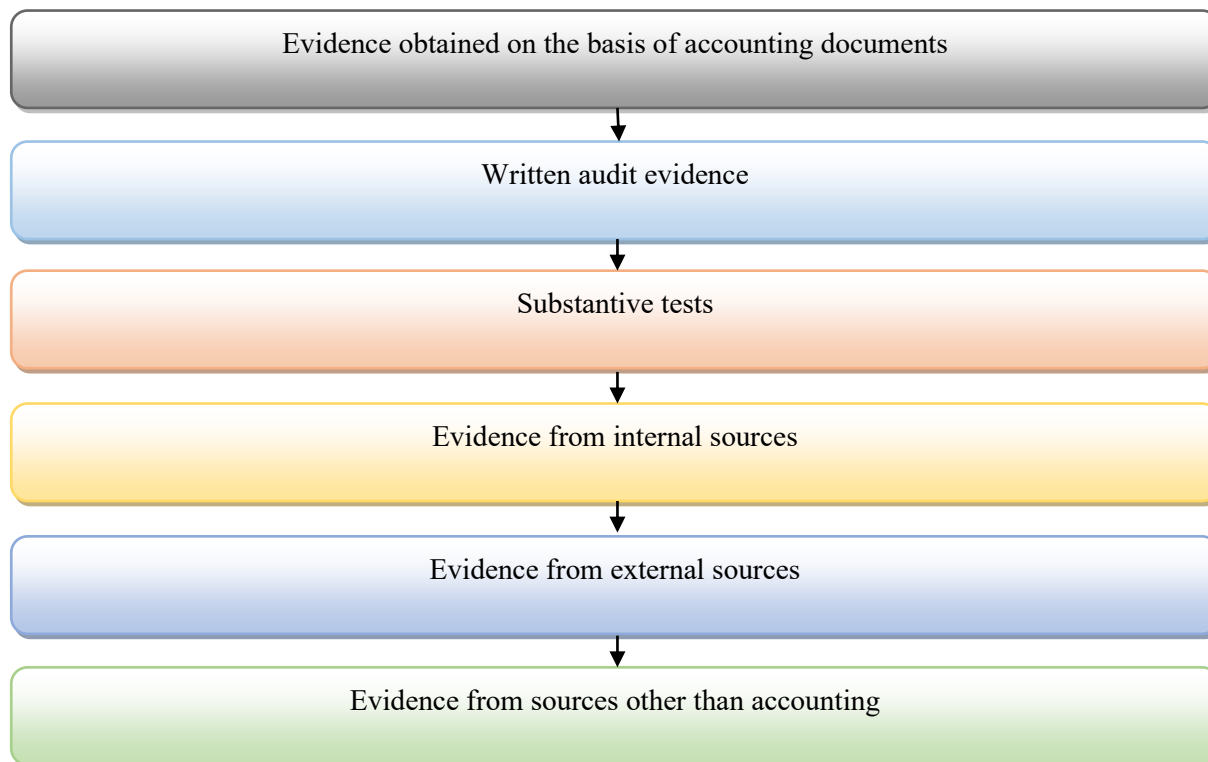 Evidence obtained on the basis of accounting documents
Written audit evidence
Substantive tests
Evidence from internal sources
Evidence from external sources
Evidence from sources other than accounting